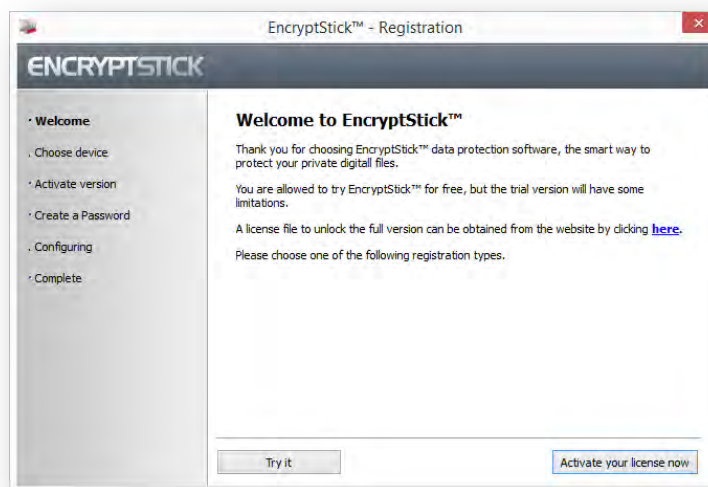 EncryptStick™ - Registration
ENCRYPTSTICK
· Welcome
. Choose device
· Activate version
· Create a Password
. Configuring
· Complete
Welcome to EncryptStick™
Thank you for choosing EncryptStick™ data protection software, the smart way to
protect your private digitall files.
You are allowed to try EncryptStick™ for free, but the trial version will have some
limitations.
A license file to unlock the full version can be obtained from the website by clicking here.
Please choose one of the following registration types.
Try it
Activate your license now